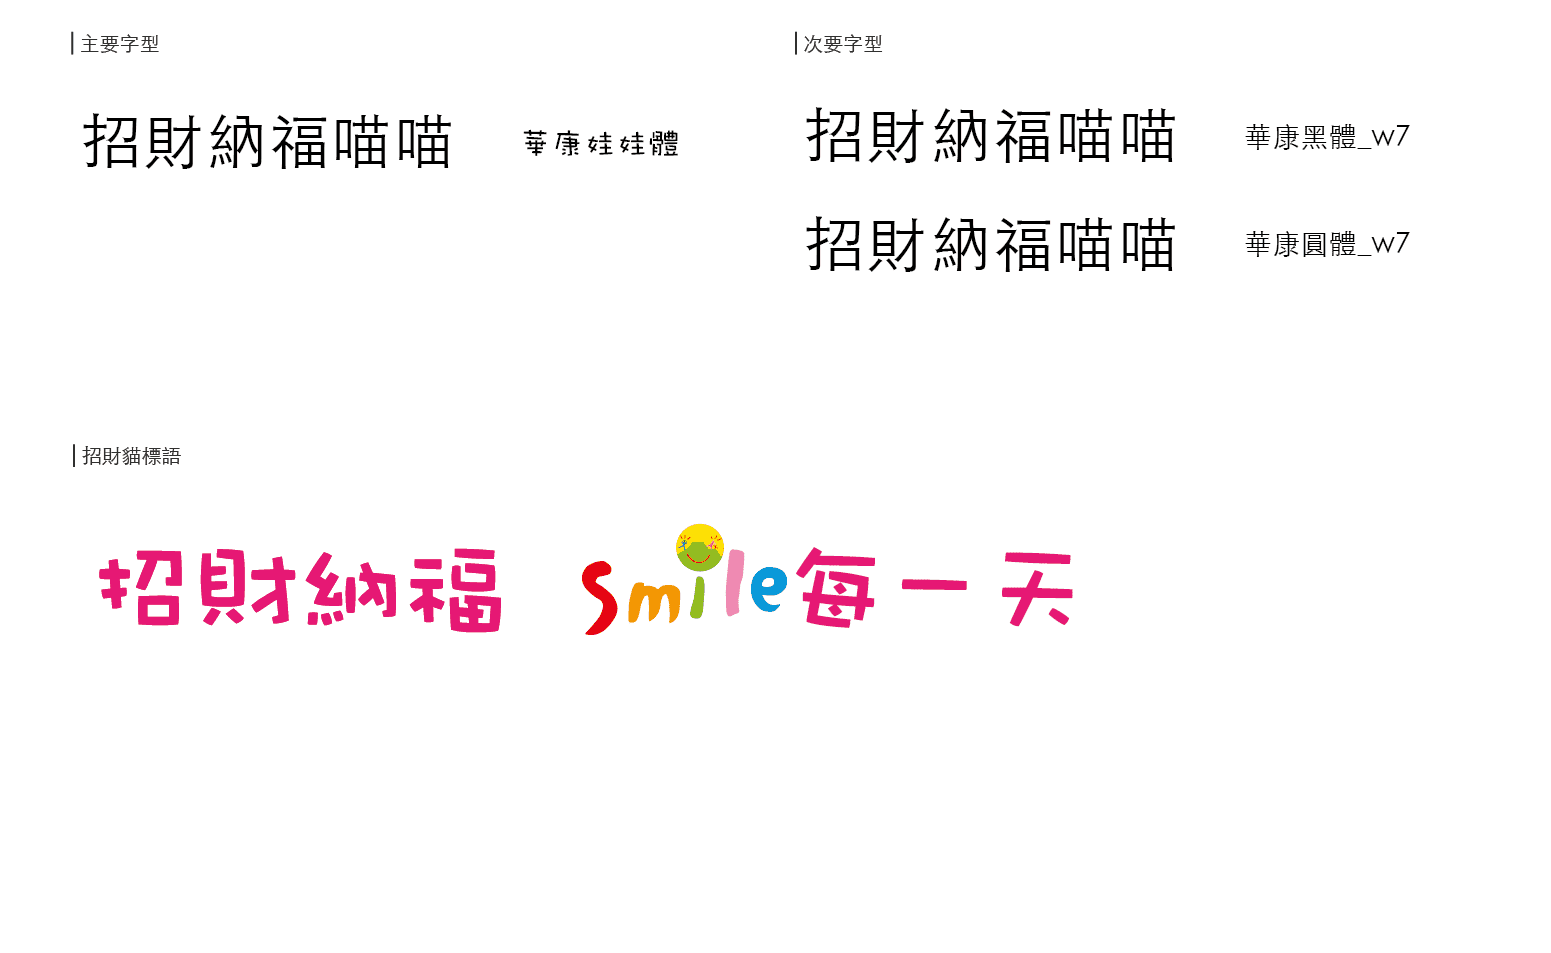 主要字型
招財納福喵喵 華康娃娃體
次要字型
招財納福喵喵 華康黑體_w7
招財納福喵喵 華康圓體_w7
招財貓標語
招財納福 smile每一天